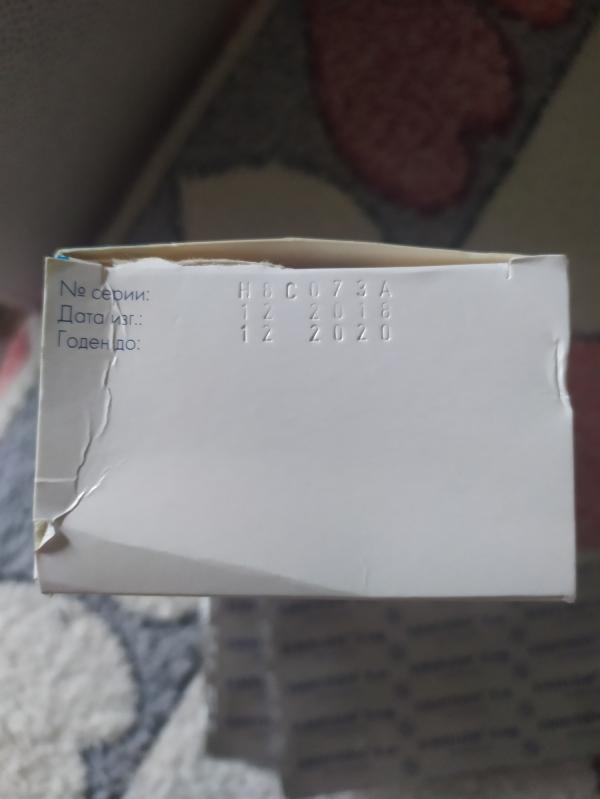 № серии: H8C073A
Дата изг.: 12 2018
Годен до: 12 2020